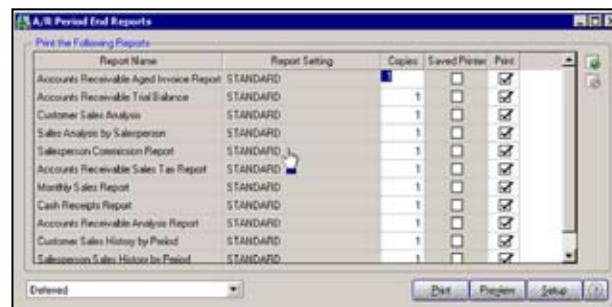 A/R Period End Reports
Print the Following Reports
Report Name Report Setting Copies Saved Printer Print
Accounts Receivable Aged Invoice Report STANDARD 1
Accounts Receivable Trial Balance STANDARD 1
Customer Sales Analysis STANDARD 1
Sales Analysis by Salesperson STANDARD 1
Salesperson Commission Report STANDARD 1
Accounts Receivable Sales Tax Report STANDARD 1
Monthly Sales Report STANDARD 1
Cash Receipts Report STANDARD 1
Accounts Receivable Analysis Report STANDARD 1
Customer Sales History by Period STANDARD 1
Salesperson Sales History by Period STANDARD 1
Deferred Print Preview Setup